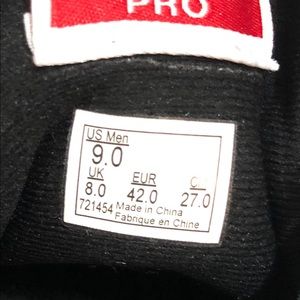 PRO
US Men
9.0
UK EUR
8.0 42.0 27.0
721454 Made in China
Fabrique en Chine